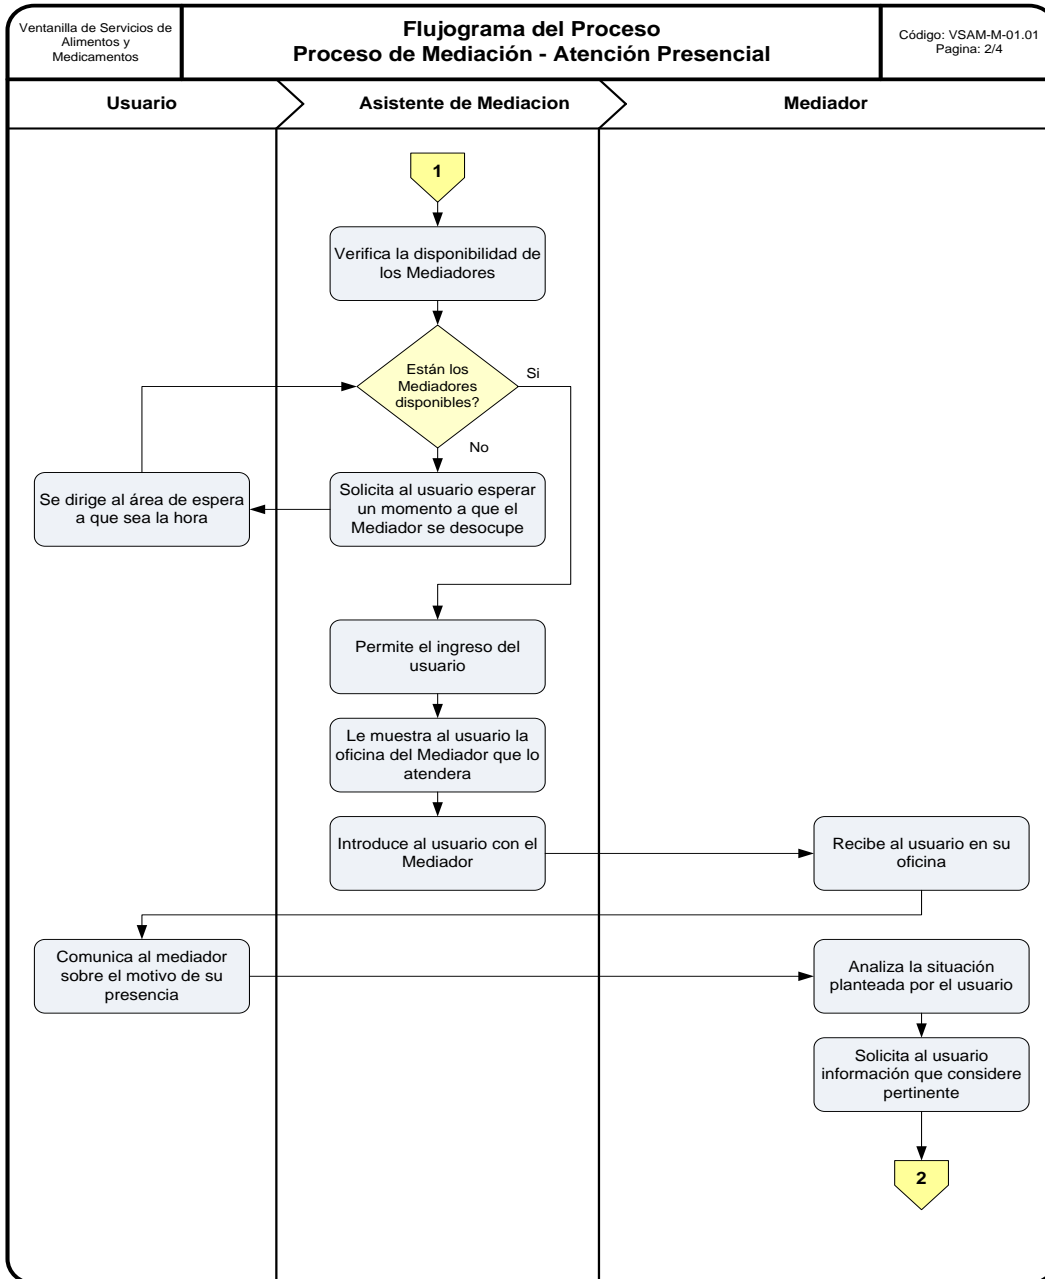 Ventanilla de Servicios de
Alimentos y
Medicamentos
Flujograma del Proceso
Proceso de Mediación - Atención Presencial
Código: VSAM-M-01.01
Pagina: 2/4
Usuario
Asistente de Mediacion
Mediador
1
Verifica la disponibilidad de
los Mediadores
Están los
Mediadores
disponibles?
Si
No
Se dirige al área de espera
a que sea la hora
Solicita al usuario esperar
un momento a que el
Mediador se desocupe
Permite el ingreso del
usuario
Le muestra al usuario la
oficina del Mediador que lo
atendera
Introduce al usuario con el
Mediador
Recibe al usuario en su
oficina
Comunica al mediador
sobre el motivo de su
presencia
Analiza la situación
planteada por el usuario
Solicita al usuario
información que considere
pertinente
2